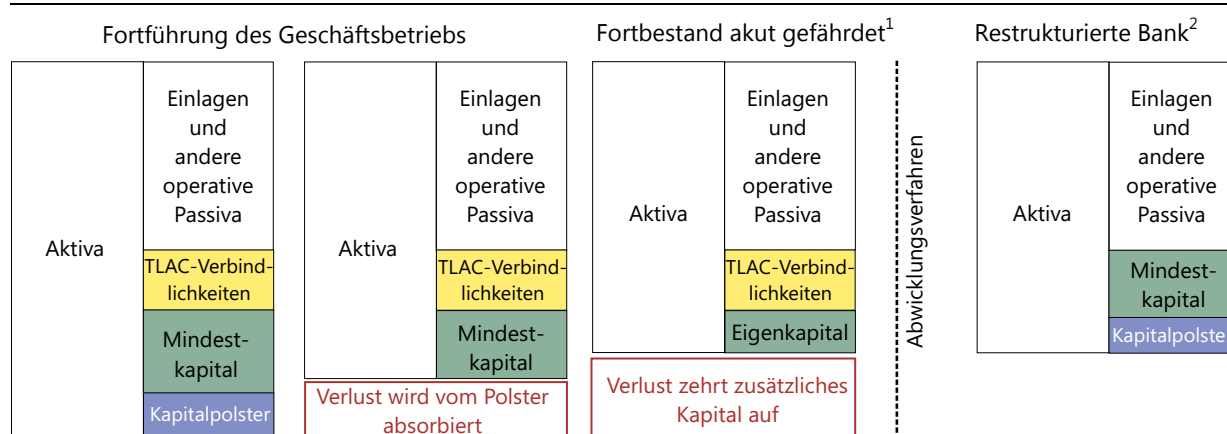 Fortführung des Geschäftsbetriebs
Fortbestand akut gefährdet1
Restrukturierte Bank2
Aktiva
Einlagen
und
andere
operative
Passiva
TLAC-Verbind-
lichkeiten
Mindest-
kapital
Kapitalpolster
Aktiva
Einlagen
und
andere
operative
Passiva
TLAC-Verbind-
lichkeiten
Mindest-
kapital
Verlust wird vom Polster
absorbiert
Aktiva
Einlagen
und
andere
operative
Passiva
TLAC-Verbind-
lichkeiten
Eigenkapital
Verlust zehrt zusätzliches
Kapital auf
Abwicklungsverfahren
Aktiva
Einlagen
und
andere
operative
Passiva
Mindest-
kapital
Kapitalpolster